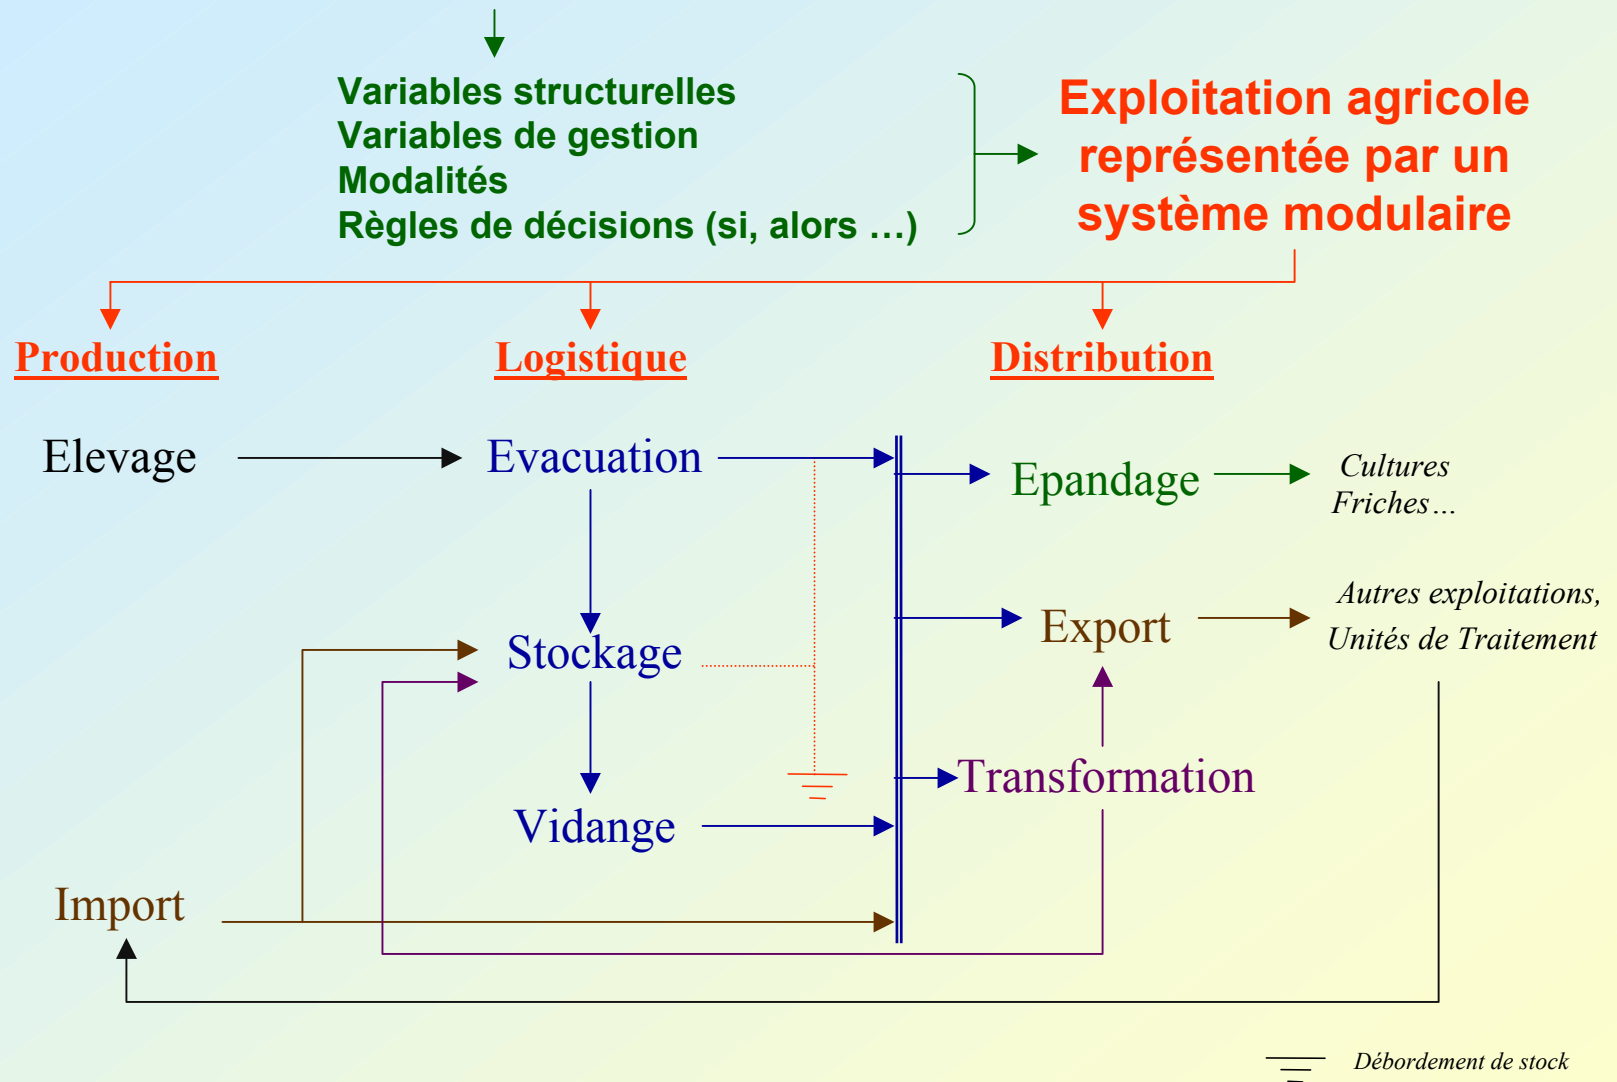 Variables structurelles
Variables de gestion
Modalités
Règles de décisions (si, alors …)
Exploitation agricole
représentée par un
système modulaire
Production
Logistique
Distribution
Elevage
Evacuation
Epandage
Cultures
Friches…
Stockage
Export
Autres exploitations,
Unités de Traitement
Vidange
Transformation
Import
Débordement de stock